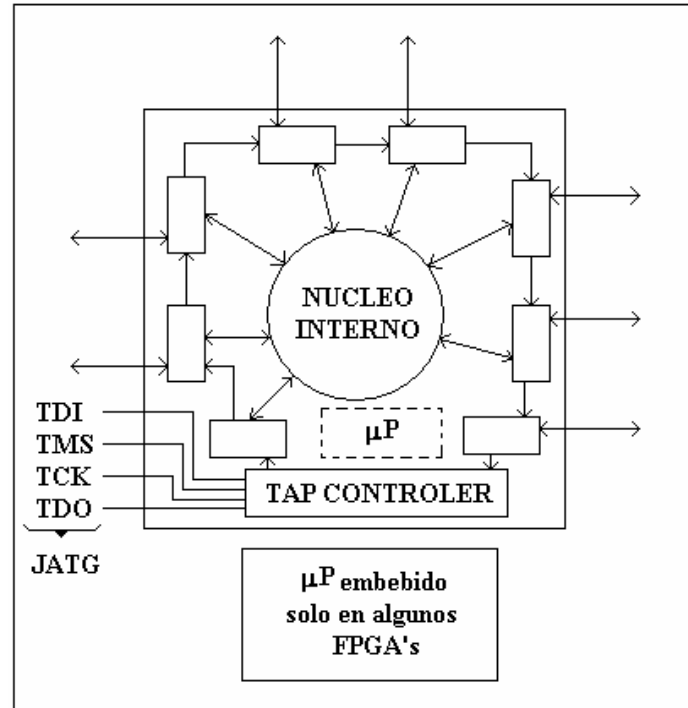 NUCLEO
INTERNO
µP
TDI
TMS
TCK
TDO
TAP CONTROLER
JATG
µP embebido
solo en algunos
FPGA's